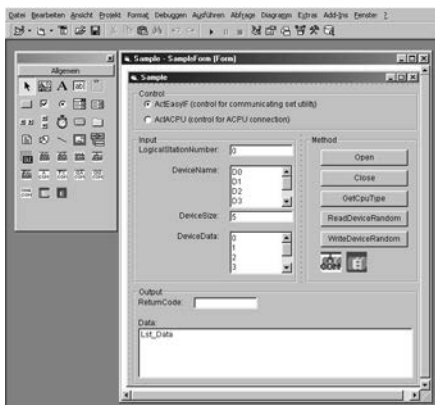 Datei Bearbeiten Ansicht Projekt Format Debuggen Ausführen Abfrage Diagramm Extras Add-Ins Fenster ?
Allgemein
Sample - SampleForm (Form)
Sample
Control
ActEasyIF (control for communicating set utility)
ActACPU (control for ACPU connection)
Input
LogicalStationNumber: 0
DeviceName: D0
D1
D2
D3
DeviceSize: 5
DeviceData: 0
1
2
3
Method
Open
Close
GetCpuType
ReadDeviceRandom
WriteDeviceRandom
Output
ReturnCode:
Data:
Lst_Data